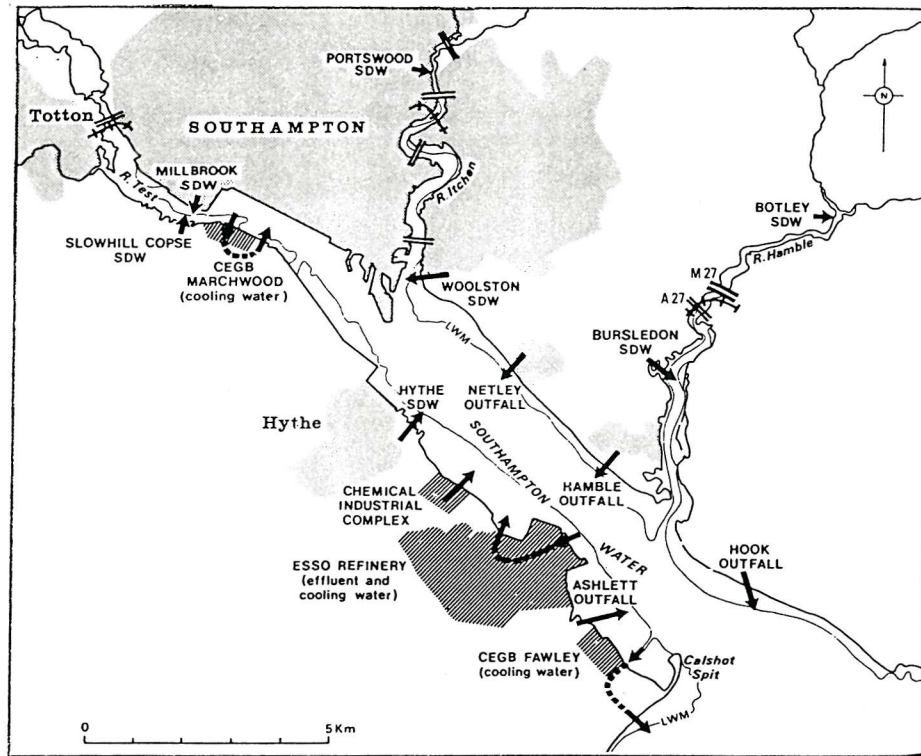 PORTSWOOD
SDW
N
Totton
SOUTHAMPTON
MILLBROOK
SDW
R. Test
R. Itchen
BOTLEY
SDW
SLOWHILL COPSE
SDW
R. Hamble
CEGB
MARCHWOOD
(cooling water)
WOOLSTON
SDW
M 27
A 27
LWM
BURSLEDON
SDW
HYTHE
SDW
NETLEY
OUTFALL
Hythe
SOUTHAMPTON
WATER
HAMBLE
OUTFALL
CHEMICAL
INDUSTRIAL
COMPLEX
HOOK
OUTFALL
ESSO REFINERY
(effluent and
cooling water)
ASHLETT
OUTFALL
CEGB FAWLEY
(cooling water)
Calshot
Spit
LWM
0
5 Km